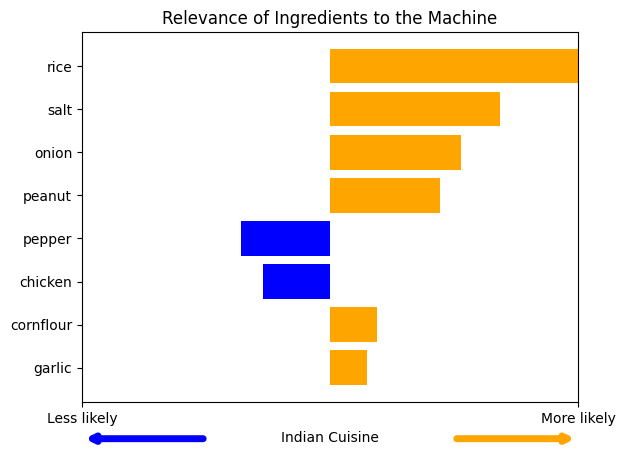 Relevance of Ingredients to the Machine
rice
salt
onion
peanut
pepper
chicken
cornflour
garlic
Less likely
More likely
Indian Cuisine